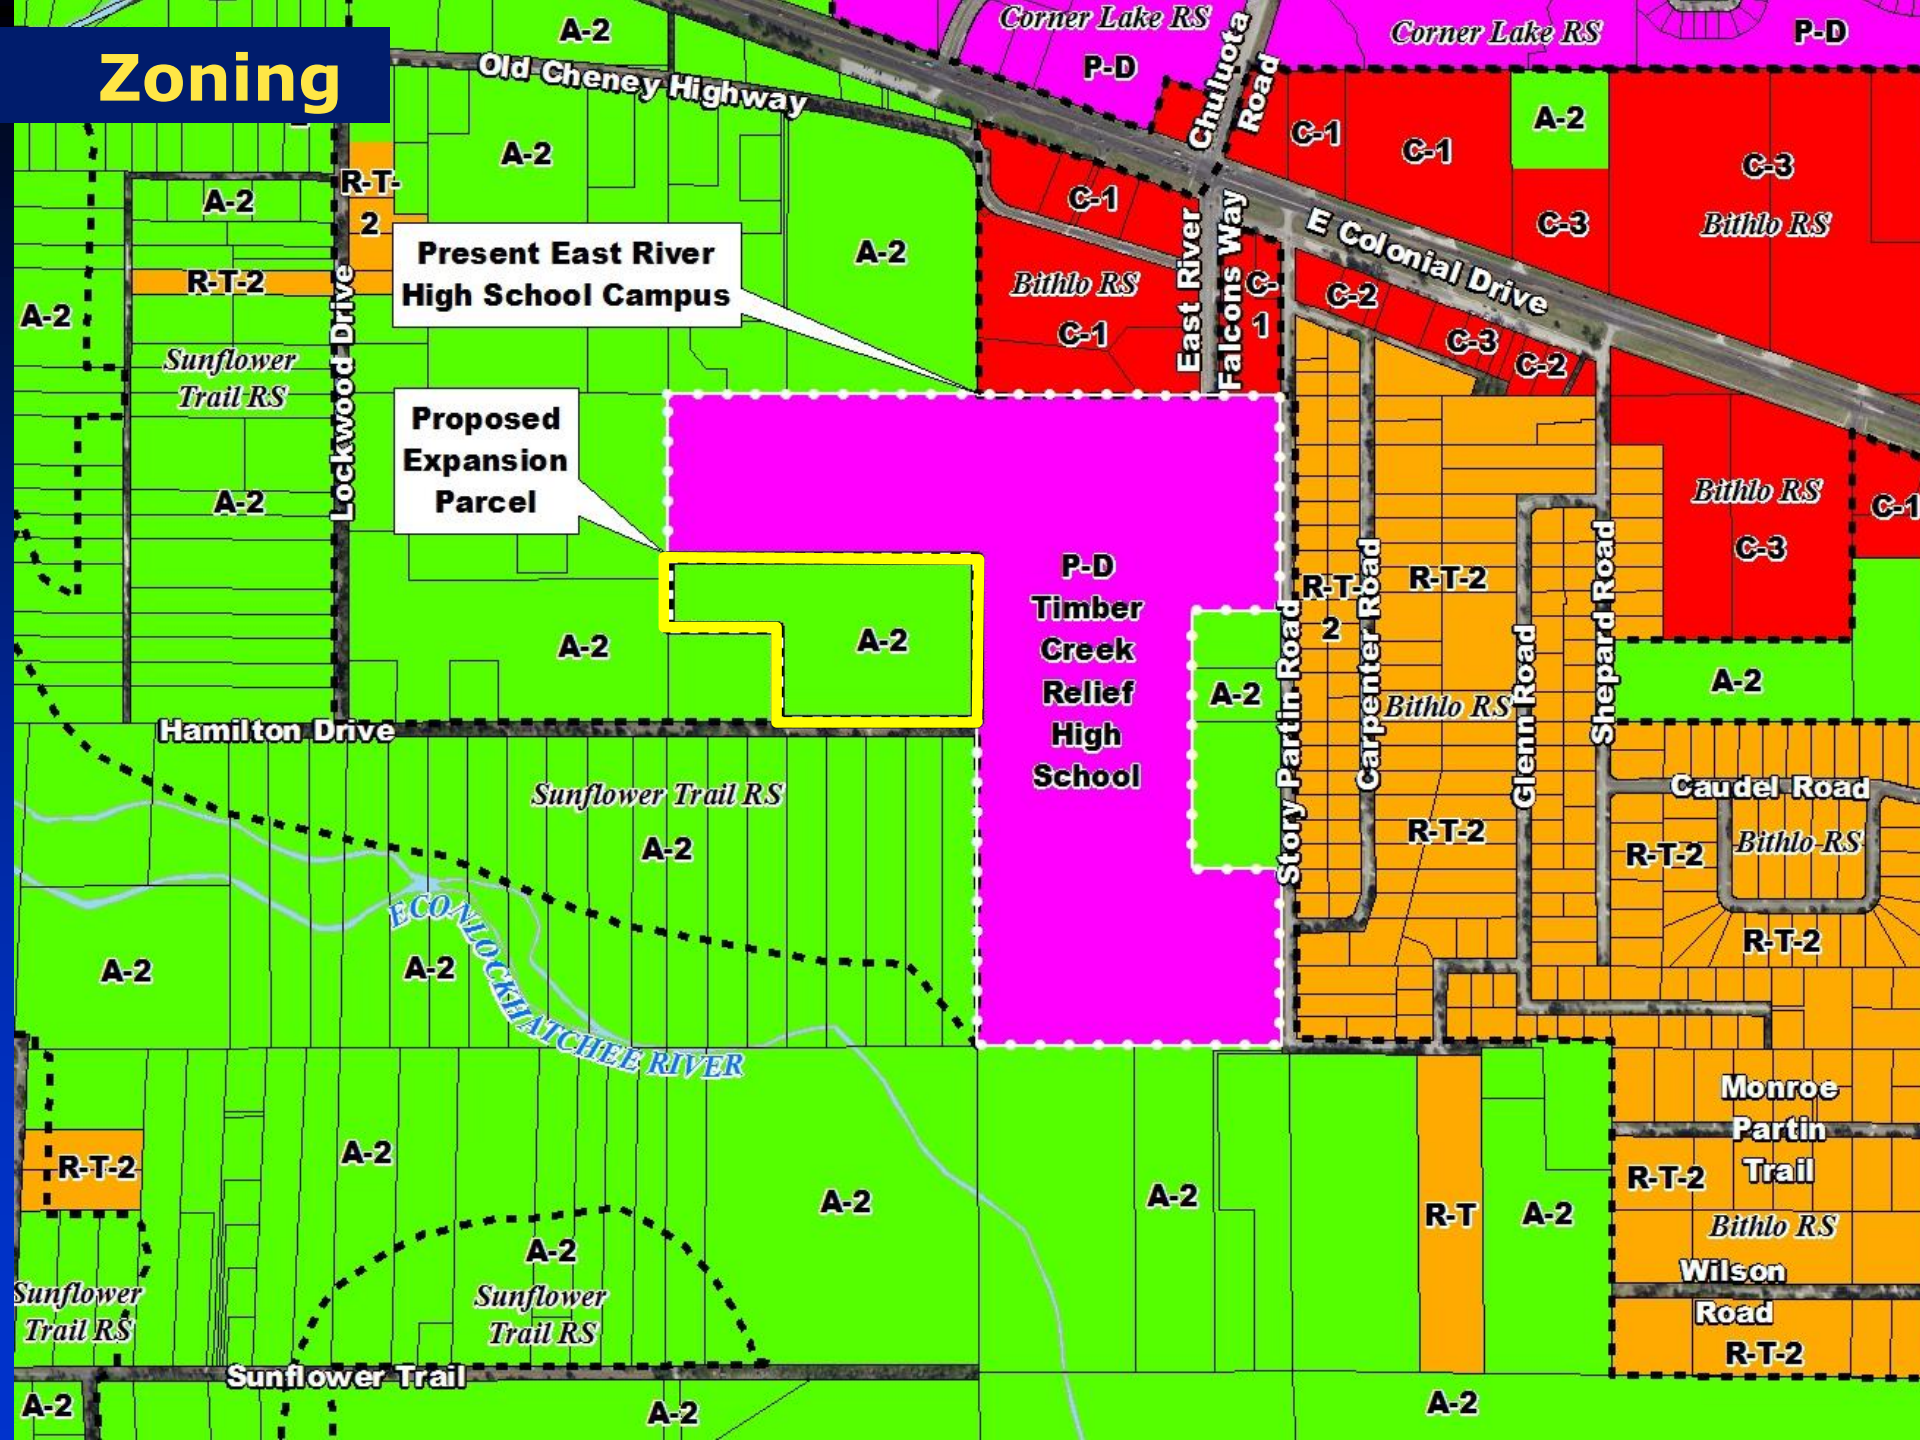 Zoning
Corner Lake RS
P-D
Corner Lake RS
P-D
A-2
Old Cheney Highway
Chuluota
Road
C-1
C-1
A-2
C-3
C-3
Bithlo RS
A-2
R-T-
2
A-2
C-1
A-2
East River
Falcons Way
E Colonial Drive
Present East River
High School Campus
R-T-2
A-2
Lockwood Drive
Bithlo RS
C-1
C-
1
C-2
C-3
C-2
Sunflower
Trail RS
Proposed
Expansion
Parcel
A-2
Bithlo RS
C-3
C-1
P-D
Timber
Creek
Relief
High
School
R-T-
2
Carpenter Road
R-T-2
Glenn Road
Shepard Road
A-2
A-2
A-2
Story Partin Road
Bithlo RS
A-2
Hamilton Drive
Sunflower Trail RS
A-2
R-T-2
Caudel Road
Bithlo RS
R-T-2
R-T-2
ECONLOCKHATCHEE RIVER
A-2
A-2
Monroe
Partin
Trail
R-T-2
Bithlo RS
R-T-2
A-2
A-2
A-2
R-T
A-2
A-2
Sunflower
Trail RS
Sunflower
Trail RS
Wilson
Road
R-T-2
Sunflower Trail
A-2
A-2
A-2